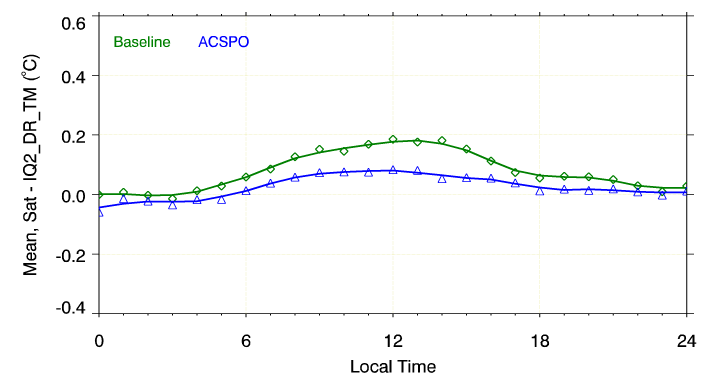 0.6
Baseline ACSPO
0.4
0.2
0.0
-0.2
-0.4
Mean, Sat - IQ2_DR_TM (°C)
0 6 12 18 24
Local Time